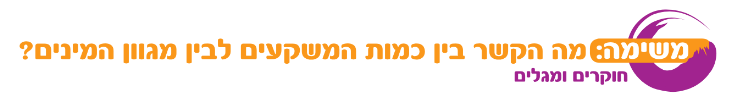 משימה: מה הקשר בין כמות המשקעים לבין מגוון המינים?
חוקרים ומגלים